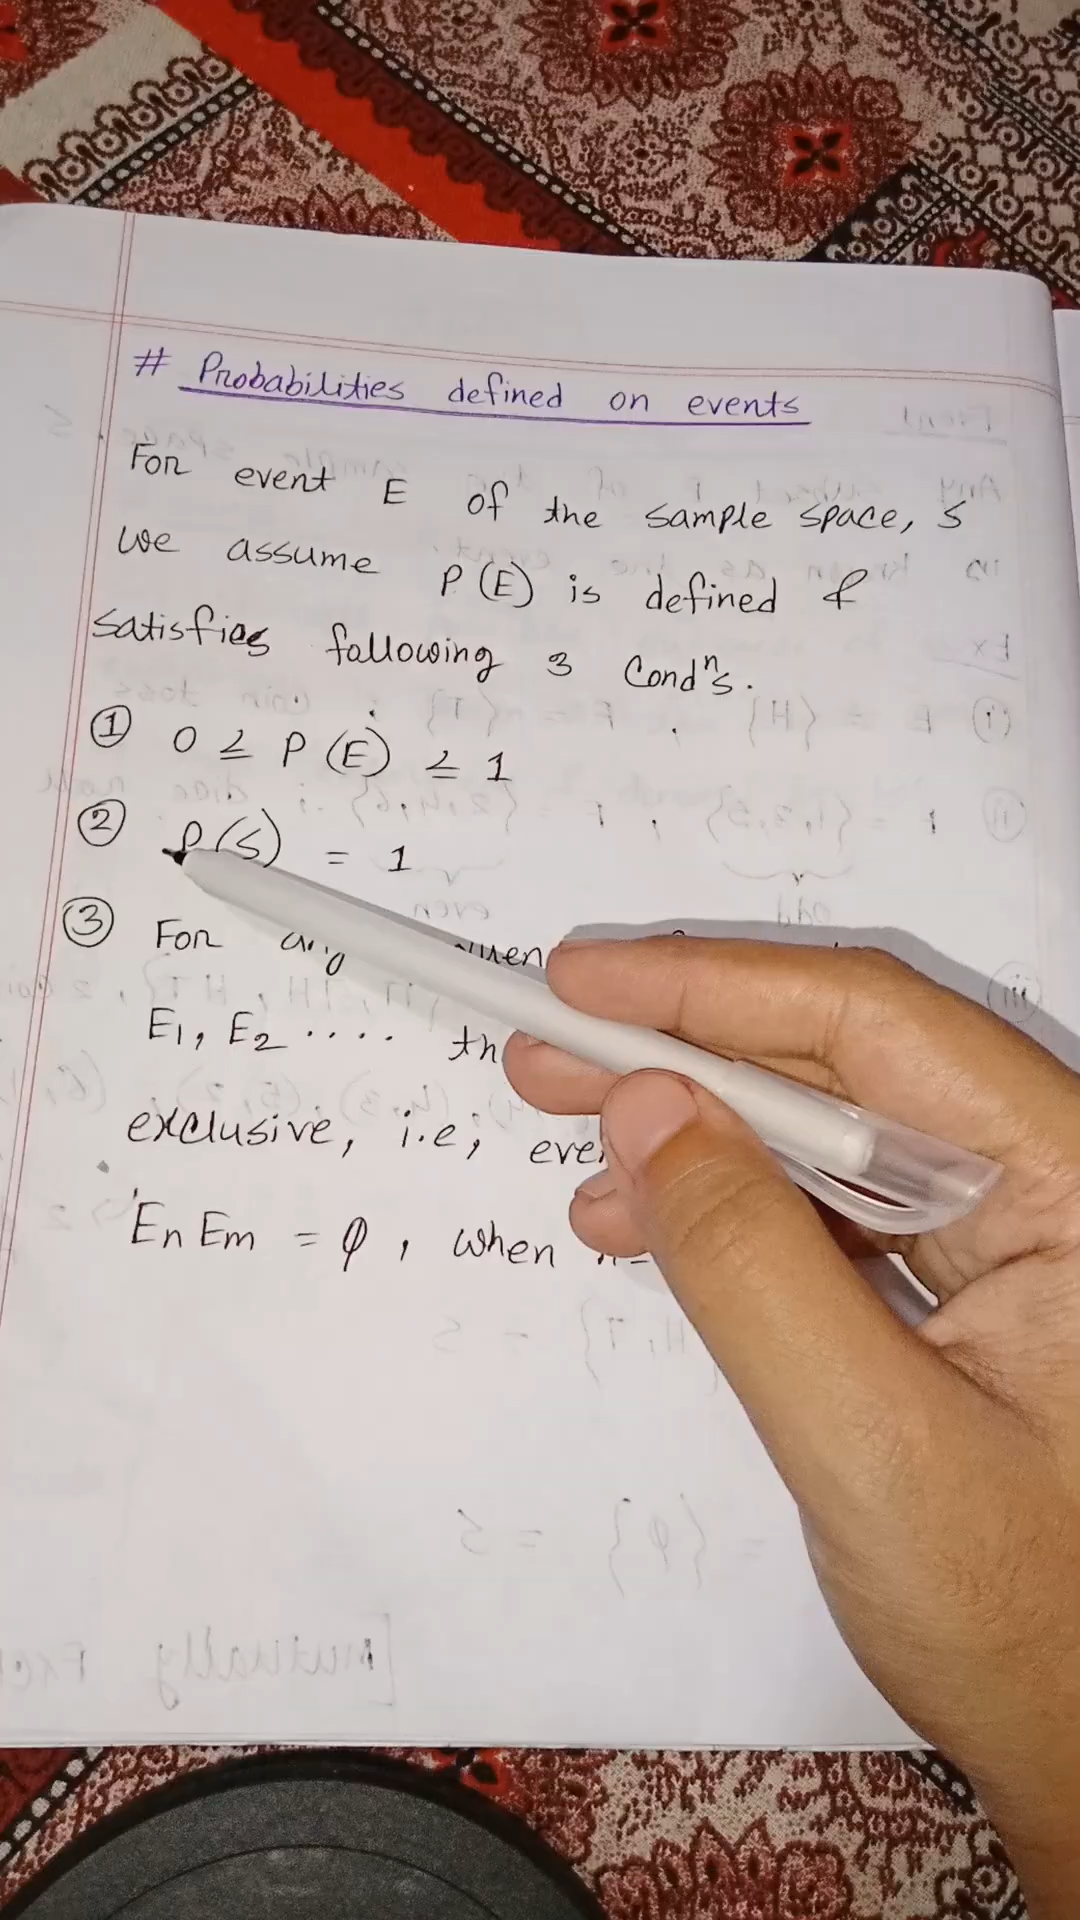 # Probabilities defined on events
For event E of the sample space, S
we assume P(E) is defined &
satisfies following 3 Condⁿs.
① 0 ≤ P(E) ≤ 1
② P(S) = 1
③ For any
E₁, E₂ ....
exclusive, i.e,
Eₙ Eₘ = φ, when